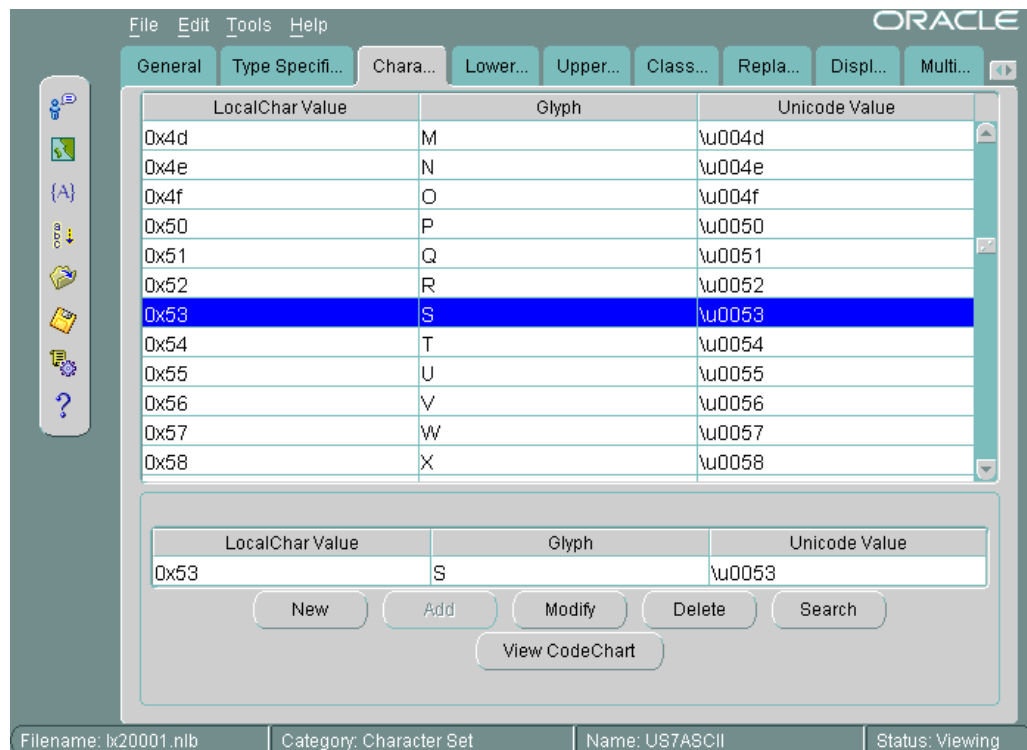 File Edit Tools Help
ORACLE
General Type Specifi... Chara... Lower... Upper... Class... Repla... Displ... Multi...
LocalChar Value Glyph Unicode Value
0x4d M \u004d
0x4e N \u004e
0x4f O \u004f
0x50 P \u0050
0x51 Q \u0051
0x52 R \u0052
0x53 S \u0053
0x54 T \u0054
0x55 U \u0055
0x56 V \u0056
0x57 W \u0057
0x58 X \u0058
{A}
a
b
c
?
LocalChar Value Glyph Unicode Value
0x53 S \u0053
New Add Modify Delete Search
View CodeChart
Filename: lx20001.nlb Category: Character Set Name: US7ASCII Status: Viewing